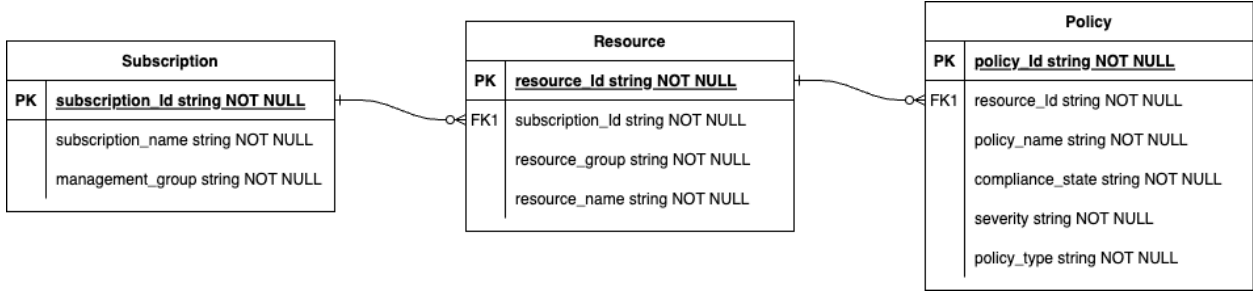 Subscription
PK subscription_Id string NOT NULL
subscription_name string NOT NULL
management_group string NOT NULL
Resource
PK resource_Id string NOT NULL
FK1 subscription_Id string NOT NULL
resource_group string NOT NULL
resource_name string NOT NULL
Policy
PK policy_Id string NOT NULL
FK1 resource_Id string NOT NULL
policy_name string NOT NULL
compliance_state string NOT NULL
severity string NOT NULL
policy_type string NOT NULL